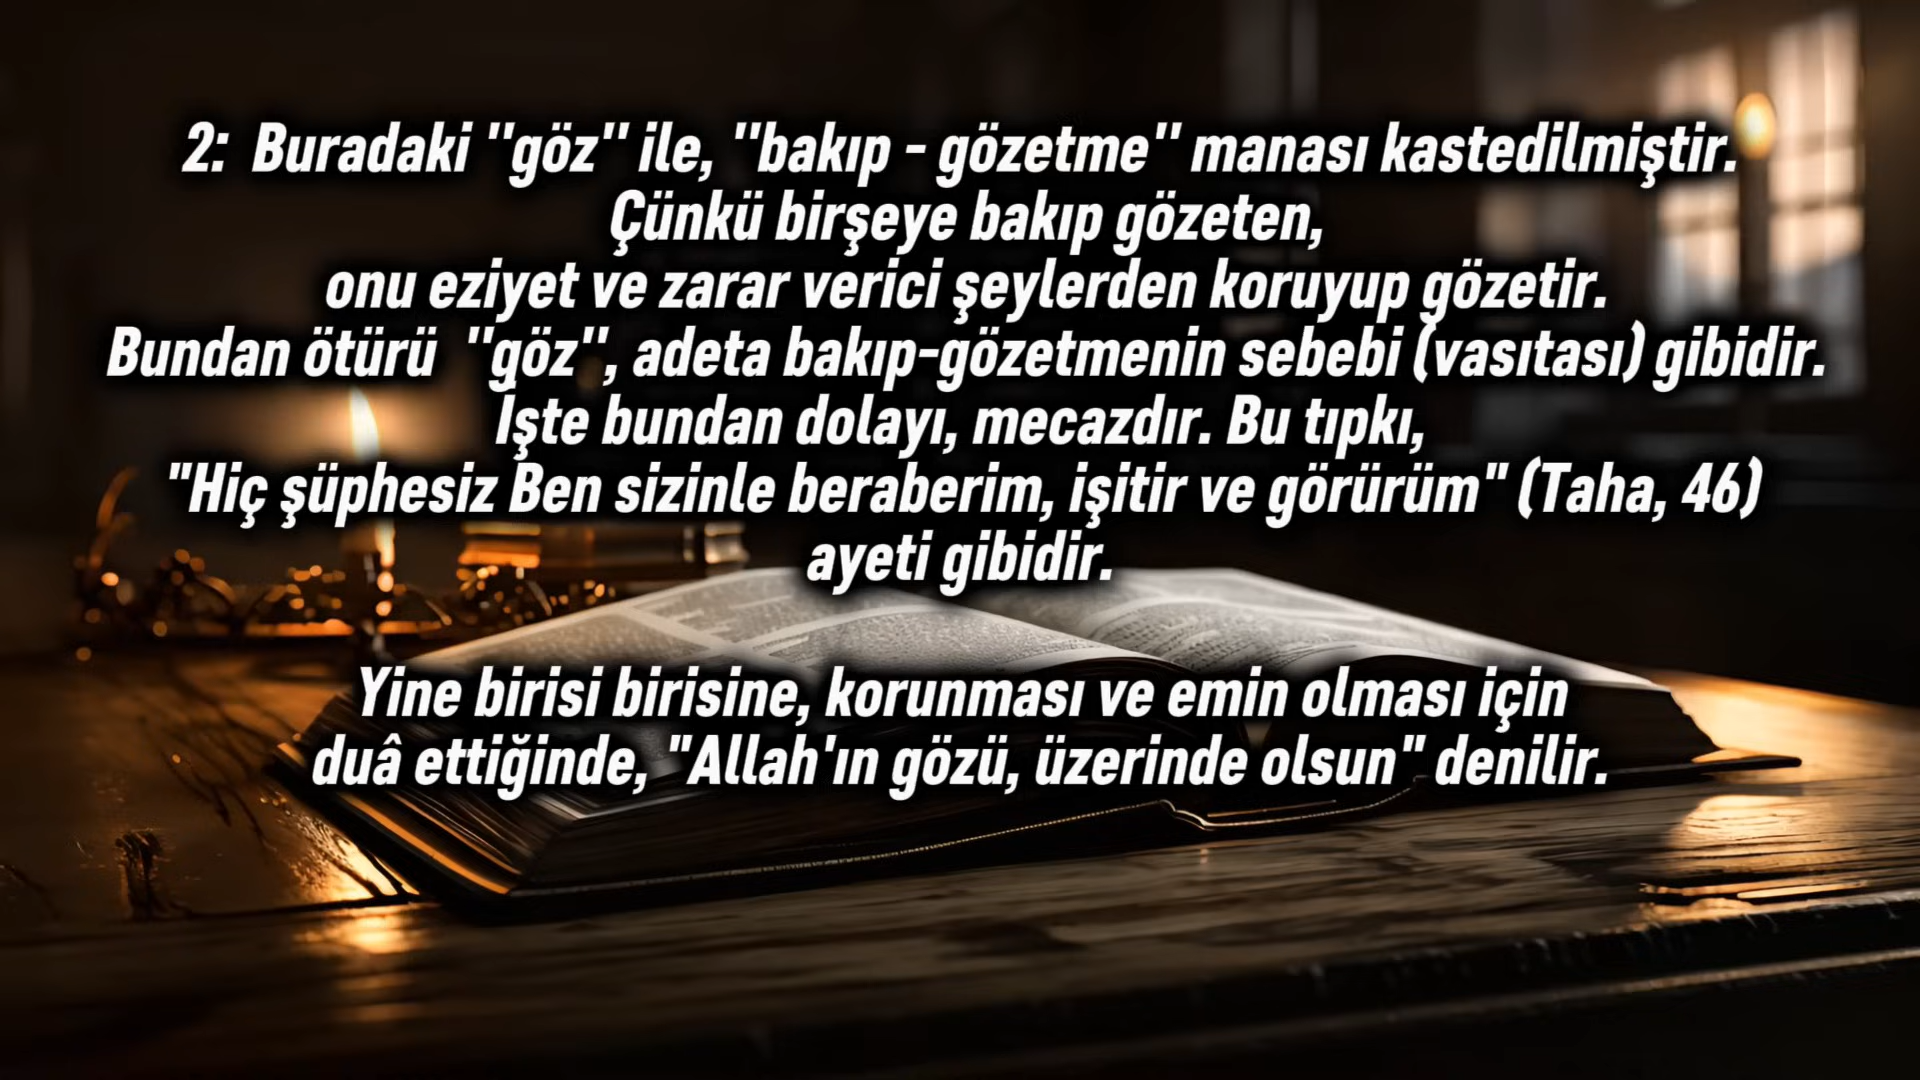 2: Buradaki "göz" ile, "bakıp - gözetme" manası kastedilmiştir.
Çünkü birşeye bakıp gözeten,
onu eziyet ve zarar verici şeylerden koruyup gözetir.
Bundan ötürü "göz", adeta bakıp-gözetmenin sebebi (vasıtası) gibidir.
İşte bundan dolayı, mecazdır. Bu tıpkı,
"Hiç şüphesiz Ben sizinle beraberim, işitir ve görürüm" (Taha, 46)
ayeti gibidir.
Yine birisi birisine, korunması ve emin olması için
duâ ettiğinde, "Allah'ın gözü, üzerinde olsun" denilir.